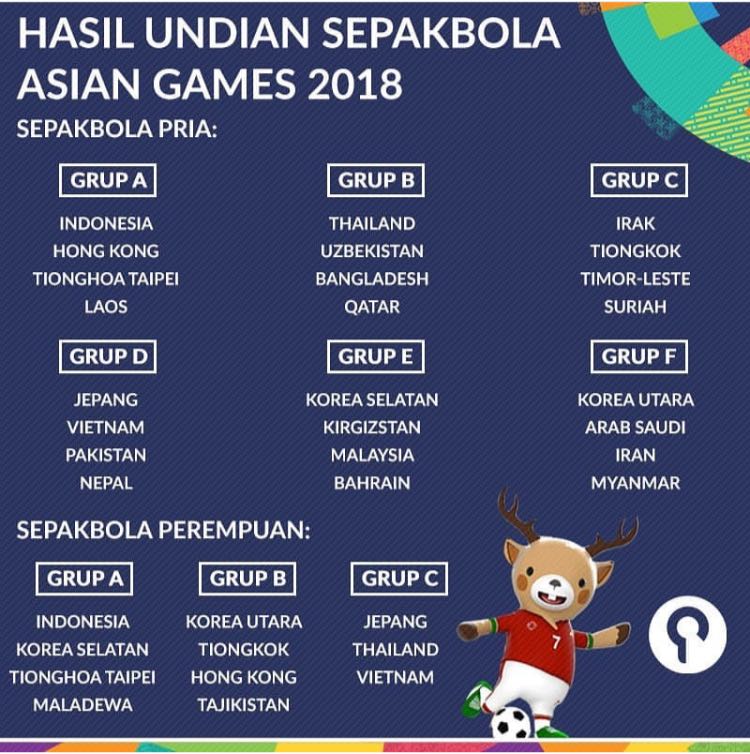 HASIL UNDIAN SEPAKBOLA
ASIAN GAMES 2018
SEPAKBOLA PRIA:
GRUP A
INDONESIA
HONG KONG
TIONGHOA TAIPEI
LAOS
GRUP B
THAILAND
UZBEKISTAN
BANGLADESH
QATAR
GRUP C
IRAK
TIONGKOK
TIMOR-LESTE
SURIAH
GRUP D
JEPANG
VIETNAM
PAKISTAN
NEPAL
GRUP E
KOREA SELATAN
KIRGIZSTAN
MALAYSIA
BAHRAIN
GRUP F
KOREA UTARA
ARAB SAUDI
IRAN
MYANMAR
SEPAKBOLA PEREMPUAN:
GRUP A
INDONESIA
KOREA SELATAN
TIONGHOA TAIPEI
MALADEWA
GRUP B
KOREA UTARA
TIONGKOK
HONG KONG
TAJIKISTAN
GRUP C
JEPANG
THAILAND
VIETNAM
7